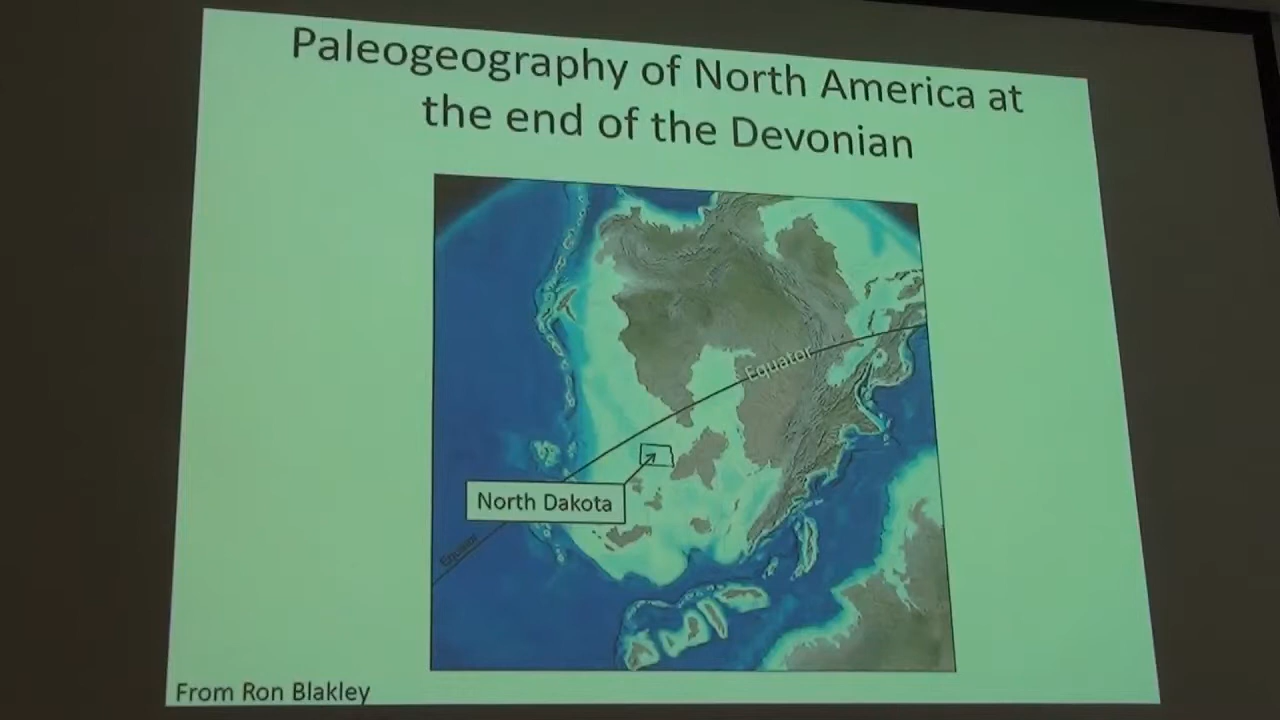 Paleogeography of North America at
the end of the Devonian
Equator
North Dakota
Equator
From Ron Blakley